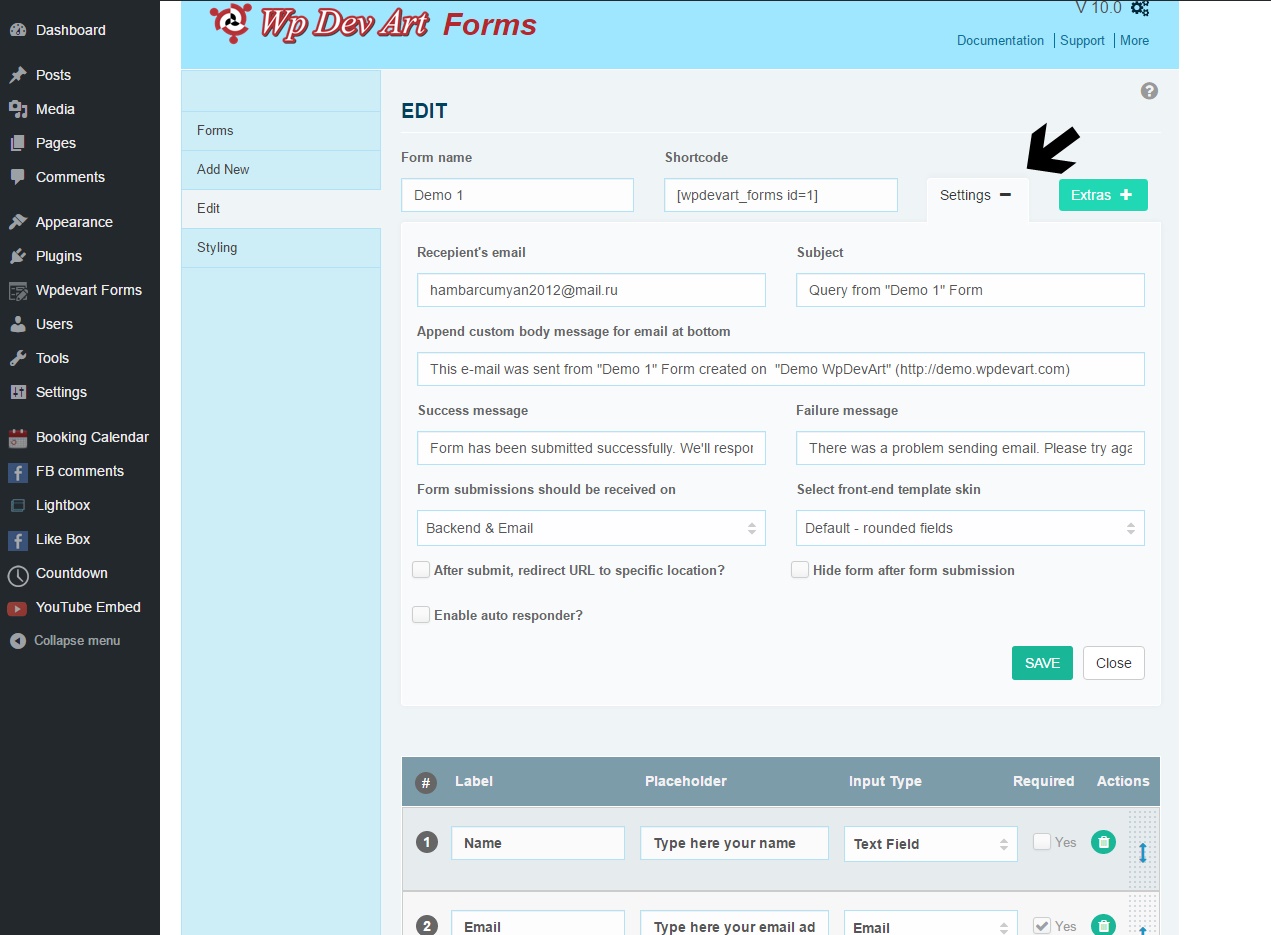 Wp Dev Art Forms
V 10.0
Documentation
Support
More
Dashboard
Posts
Media
Pages
Comments
Appearance
Plugins
Wpdevart Forms
Users
Tools
Settings
Booking Calendar
FB comments
Lightbox
Like Box
Countdown
YouTube Embed
Collapse menu
Forms
Add New
Edit
Styling
EDIT
?
Form name
Shortcode
Demo 1
[wpdevart_forms id=1]
Settings
Extras +
Recepient's email
Subject
hambarcumyan2012@mail.ru
Query from "Demo 1" Form
Append custom body message for email at bottom
This e-mail was sent from "Demo 1" Form created on "Demo WpDevArt" (http://demo.wpdevart.com)
Success message
Failure message
Form has been submitted successfully. We'll respor
There was a problem sending email. Please try aga
Form submissions should be received on
Select front-end template skin
Backend & Email
Default - rounded fields
After submit, redirect URL to specific location?
Hide form after form submission
Enable auto responder?
SAVE
Close
# Label Placeholder Input Type Required Actions
1 Name Type here your name Text Field Yes
2 Email Type here your email ad Email Yes